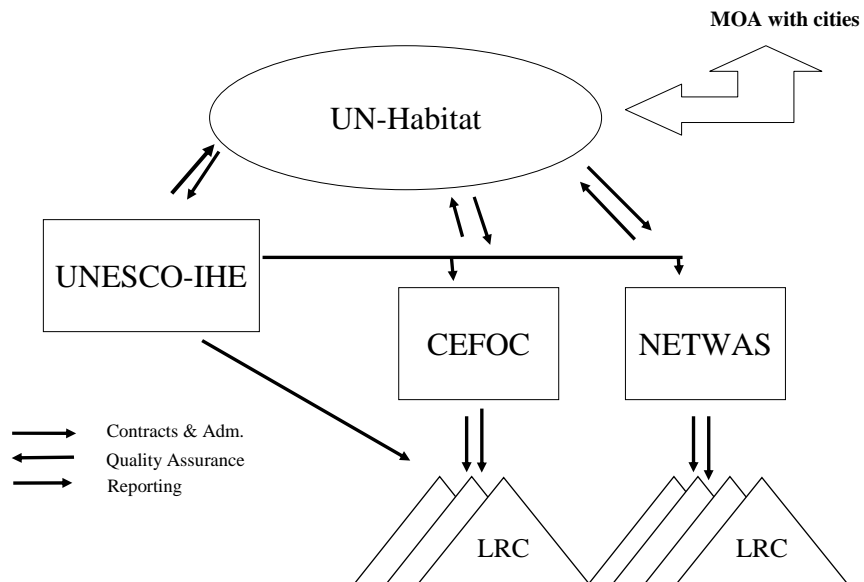 MOA with cities
UN-Habitat
UNESCO-IHE
CEFOC
NETWAS
Contracts & Adm.
Quality Assurance
Reporting
LRC
LRC